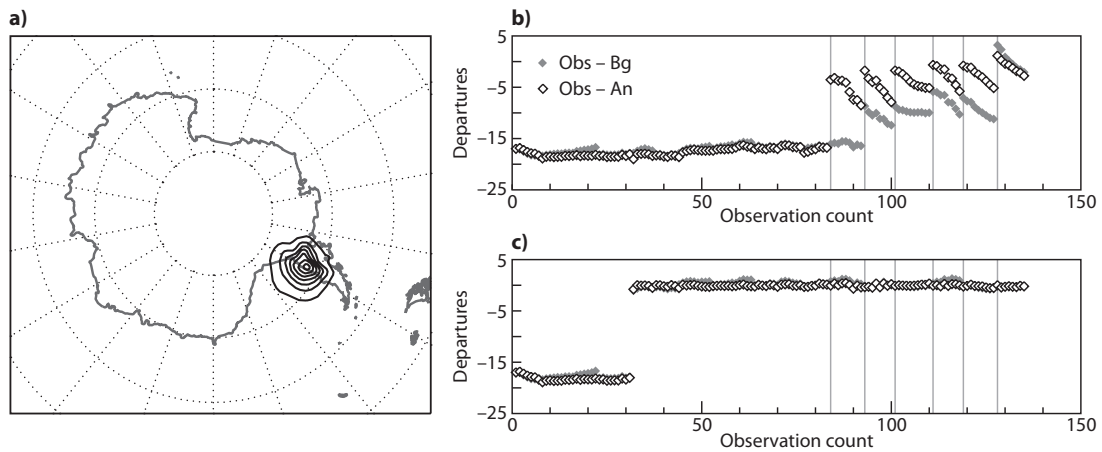 a)
b)
5
−5
−15
−25
Departures
Obs – Bg
Obs – An
0
50
100
150
Observation count
c)
5
−5
−15
−25
Departures
0
50
100
150
Observation count